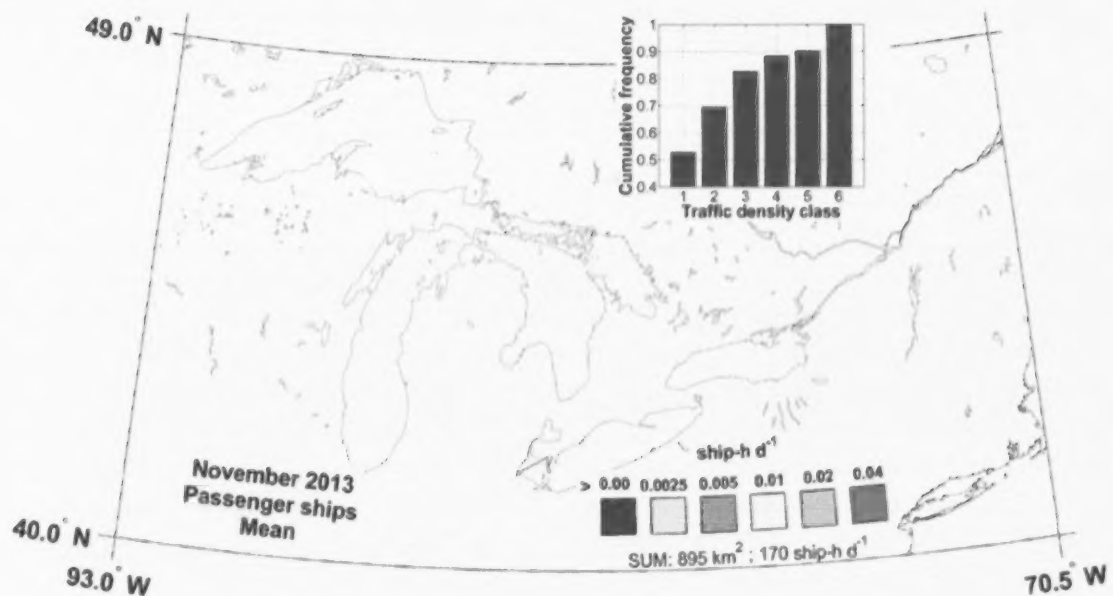 49.0° N
1
0.9
0.8
0.7
0.6
0.5
0.4
Cumulative frequency
1 2 3 4 5 6
Traffic density class
November 2013
Passenger ships
Mean
ship-h d⁻¹
> 0.00 0.0025 0.005 0.01 0.02 0.04
SUM: 895 km² ; 170 ship-h d⁻¹
40.0° N
93.0° W
70.5° W